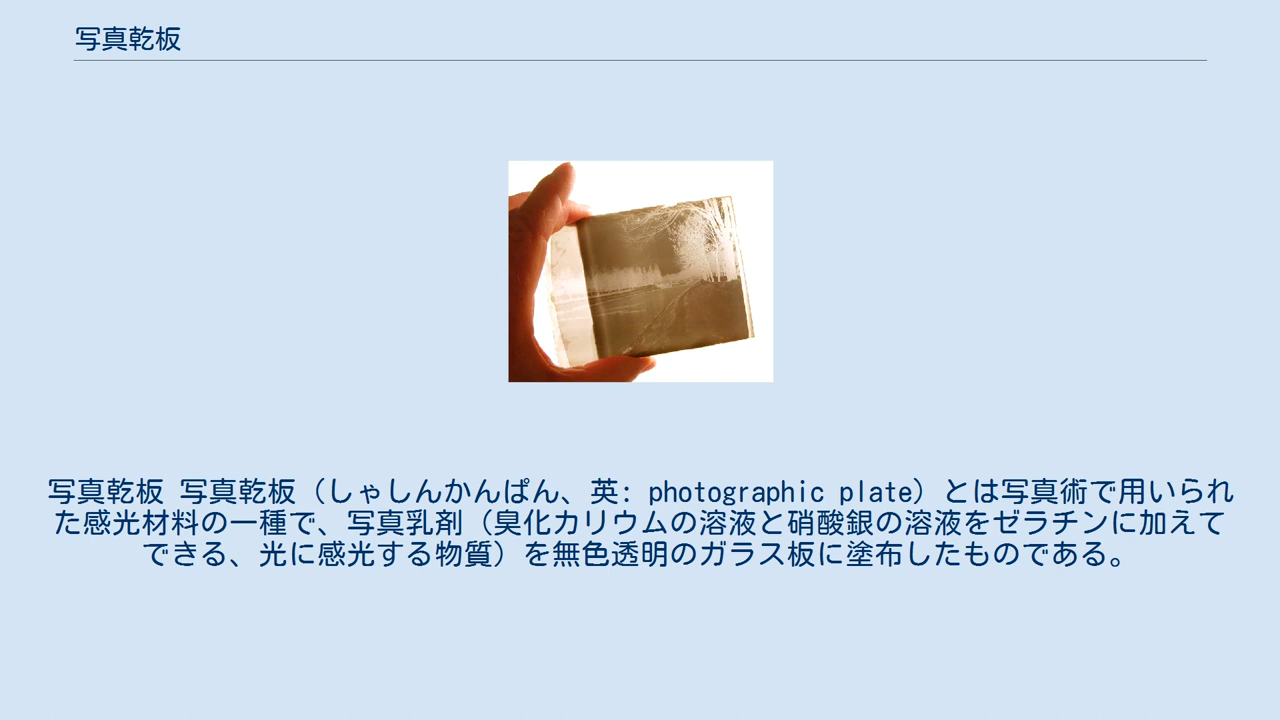 写真乾板
写真乾板 写真乾板（しゃしんかんぱん、英: photographic plate）とは写真術で用いられ
た感光材料の一種で、写真乳剤（臭化カリウムの溶液と硝酸銀の溶液をゼラチンに加えて
できる、光に感光する物質）を無色透明のガラス板に塗布したものである。